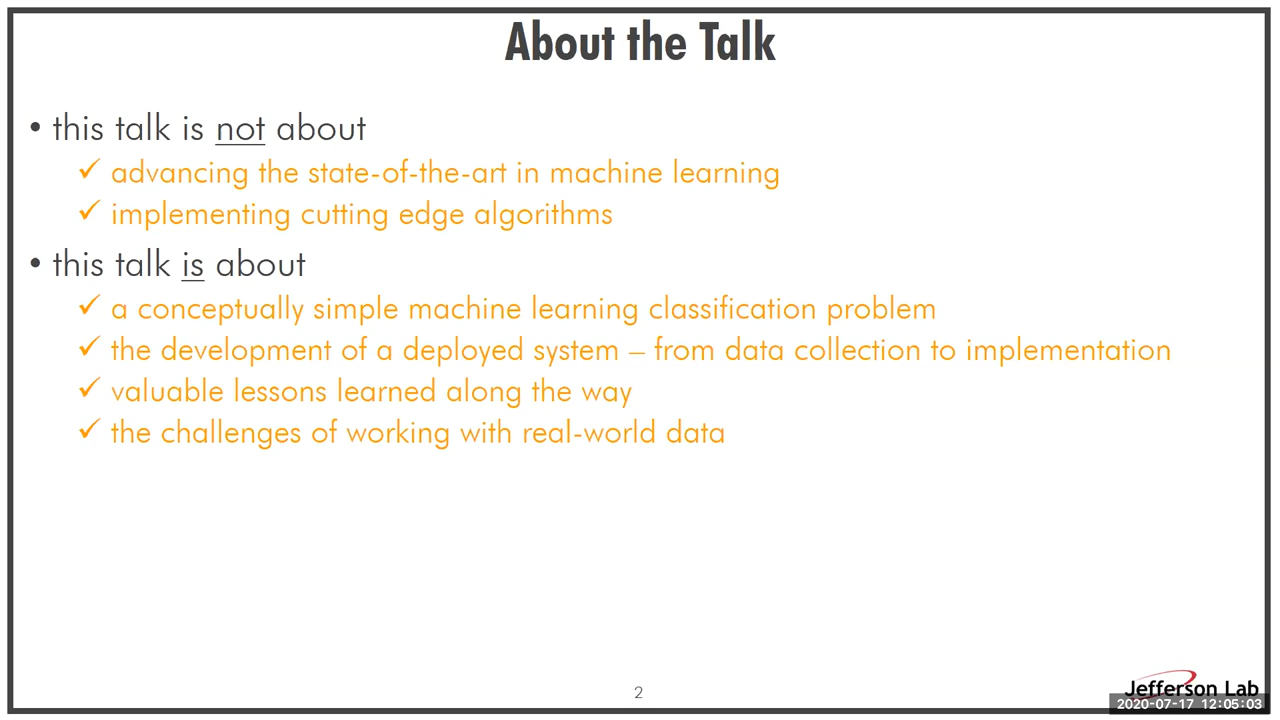 About the Talk
• this talk is not about
✓ advancing the state-of-the-art in machine learning
✓ implementing cutting edge algorithms
• this talk is about
✓ a conceptually simple machine learning classification problem
✓ the development of a deployed system – from data collection to implementation
✓ valuable lessons learned along the way
✓ the challenges of working with real-world data
2
Jefferson Lab
2020-07-17 12:05:03